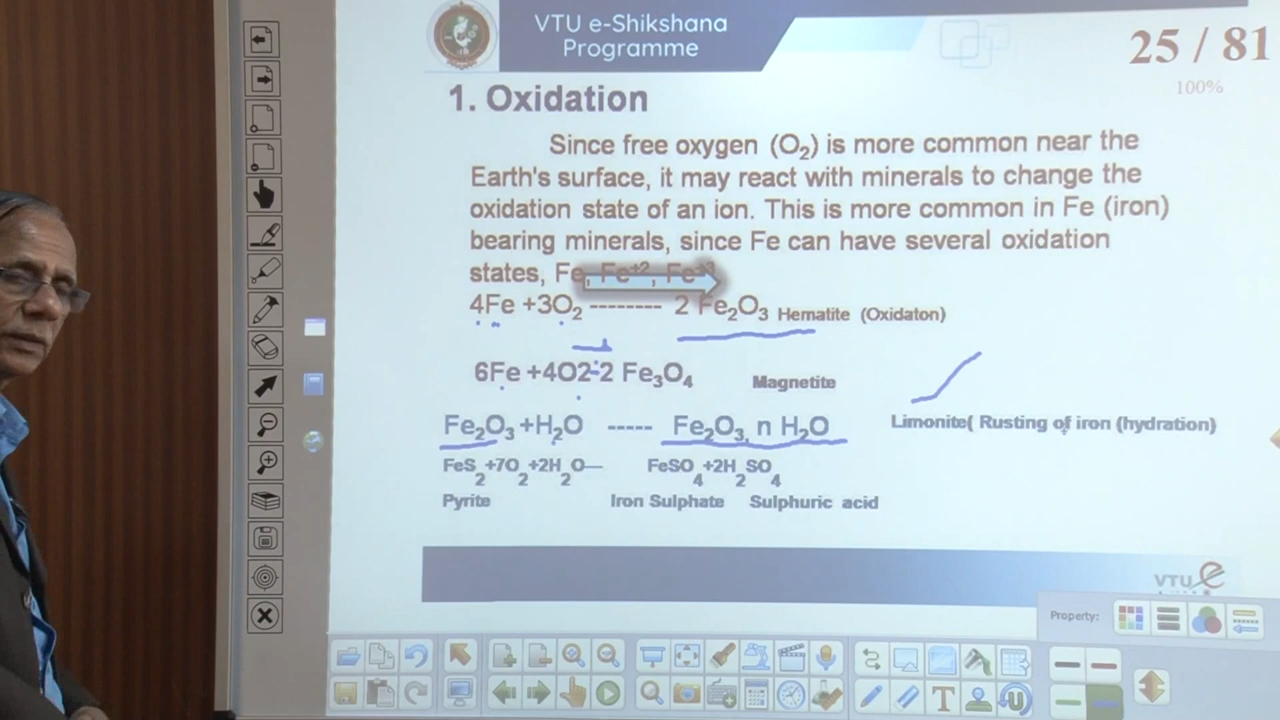 VTU e-Shikshana
Programme
25 / 81
100%
1. Oxidation
Since free oxygen (O₂) is more common near the
Earth's surface, it may react with minerals to change the
oxidation state of an ion. This is more common in Fe (iron)
bearing minerals, since Fe can have several oxidation
states, Fe, Fe⁺², Fe⁺³
4Fe +3O₂ -------- 2 Fe₂O₃ Hematite (Oxidaton)
6Fe +4O2-2 Fe₃O₄ Magnetite
Fe₂O₃ +H₂O ----- Fe₂O₃, n H₂O Limonite( Rusting of iron (hydration)
FeS₂+7O₂+2H₂O— FeSO₄+2H₂SO₄
Pyrite Iron Sulphate Sulphuric acid
VTU e
Property: